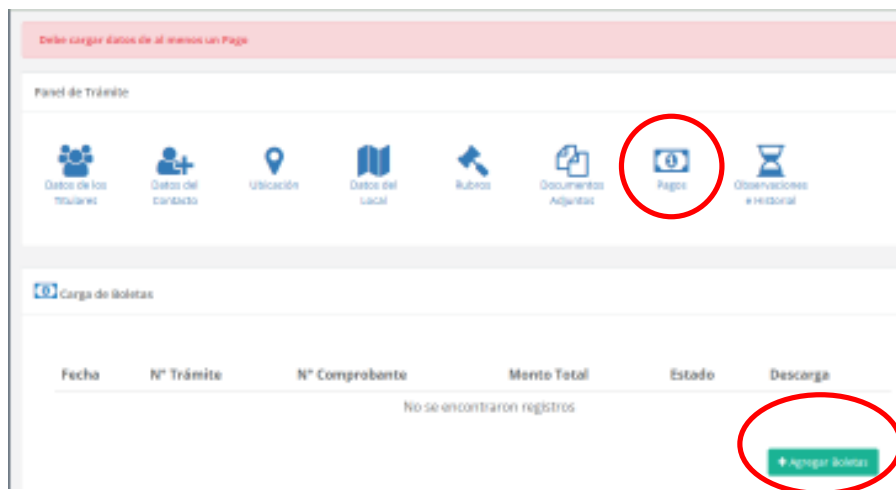 Debe cargar datos de al menos un Pago
Panel de Trámite
Datos de los Titulares
Datos del Contacto
Ubicación
Datos del Local
Rubros
Documentos Adjuntos
Pagos
Observaciones e Historial
Carga de Boletas
Fecha N° Trámite N° Comprobante Monto Total Estado Descarga
No se encontraron registros
+ Agregar Boletas